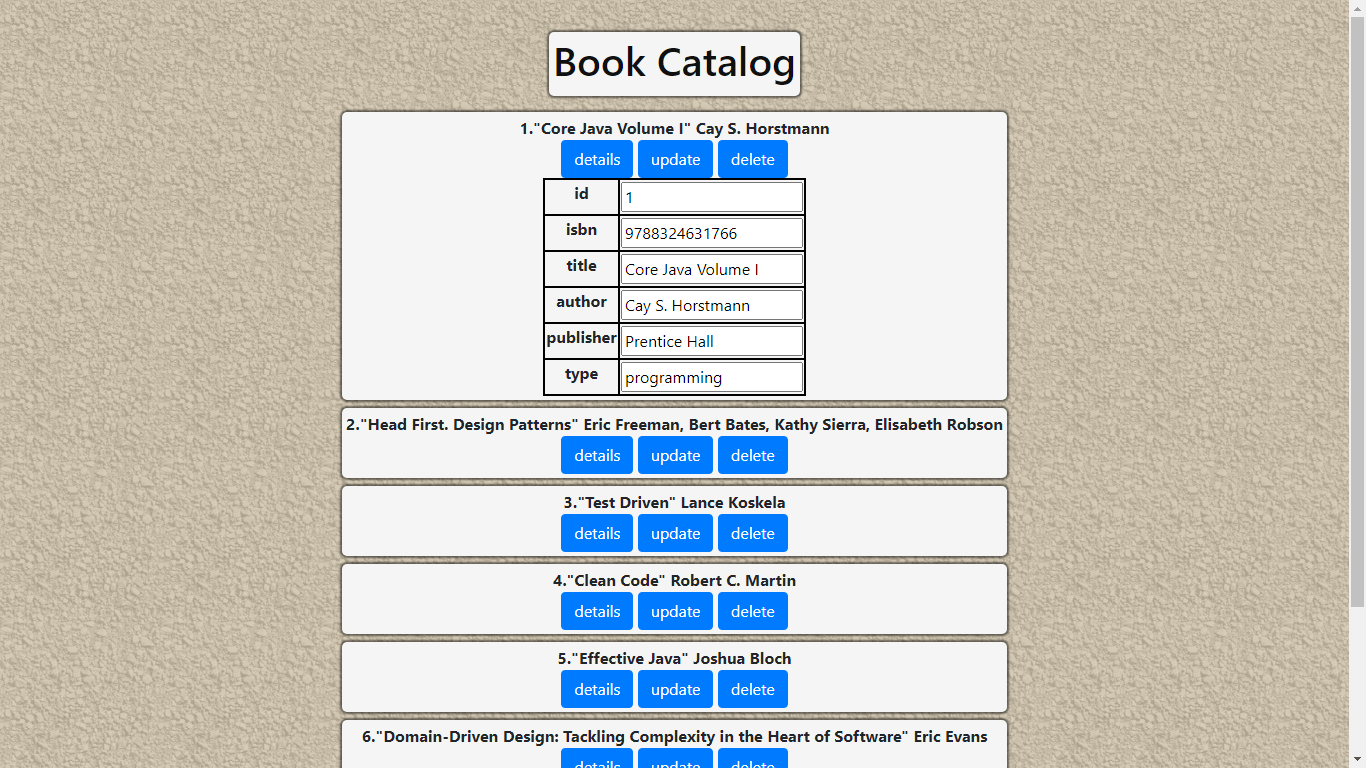 Book Catalog
1."Core Java Volume I" Cay S. Horstmann
details update delete
id 1
isbn 9788324631766
title Core Java Volume I
author Cay S. Horstmann
publisher Prentice Hall
type programming
2."Head First. Design Patterns" Eric Freeman, Bert Bates, Kathy Sierra, Elisabeth Robson
details update delete
3."Test Driven" Lance Koskela
details update delete
4."Clean Code" Robert C. Martin
details update delete
5."Effective Java" Joshua Bloch
details update delete
6."Domain-Driven Design: Tackling Complexity in the Heart of Software" Eric Evans
details update delete